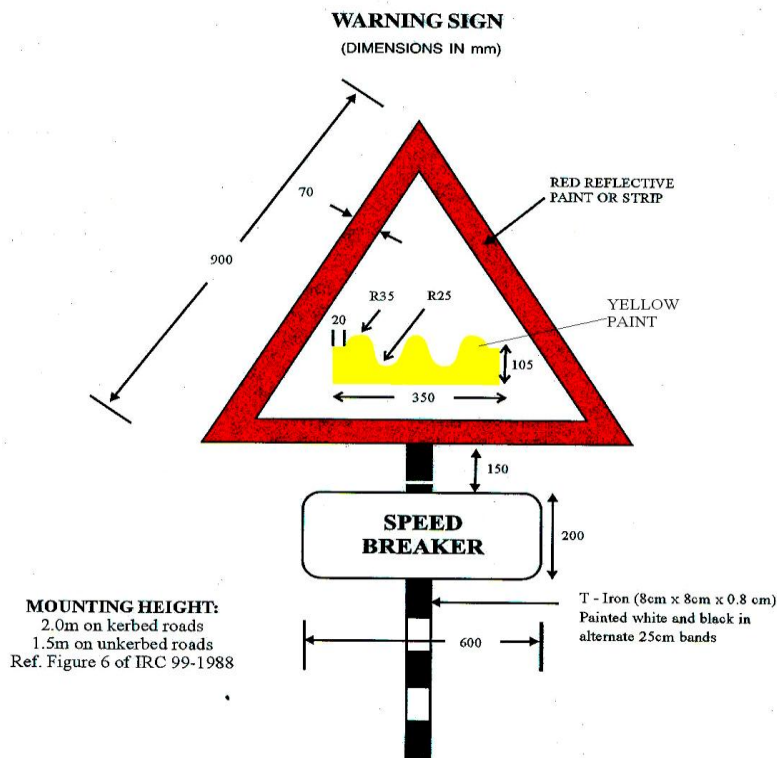 WARNING SIGN
(DIMENSIONS IN mm)
70
RED REFLECTIVE
PAINT OR STRIP
900
R35
R25
YELLOW
PAINT
20
105
350
150
SPEED
BREAKER
200
MOUNTING HEIGHT:
2.0m on kerbed roads
1.5m on unkerbed roads
Ref. Figure 6 of IRC 99-1988
600
T - Iron (8cm x 8cm x 0.8 cm)
Painted white and black in
alternate 25cm bands